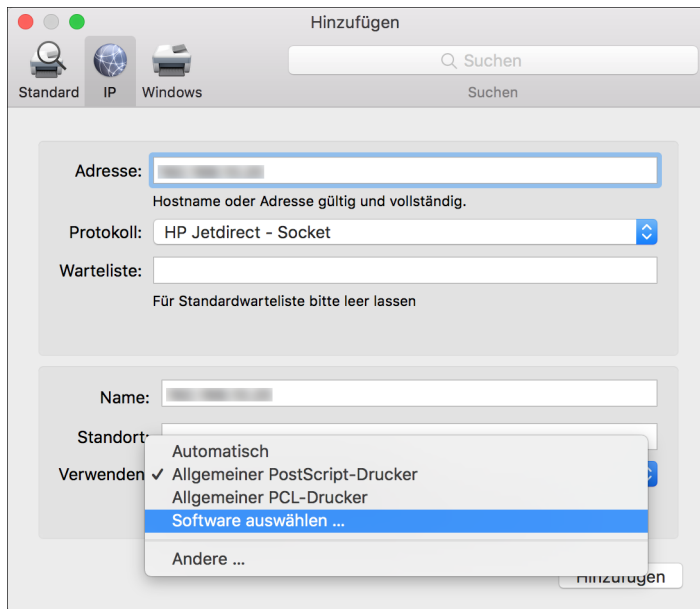 Hinzufügen
Suchen
Standard IP Windows Suchen
Adresse:
Hostname oder Adresse gültig und vollständig.
Protokoll: HP Jetdirect - Socket
Warteliste:
Für Standardwarteliste bitte leer lassen
Name:
Standort:
Automatisch
Verwenden ✓ Allgemeiner PostScript-Drucker
Allgemeiner PCL-Drucker
Software auswählen ...
Andere ...
Hinzufügen